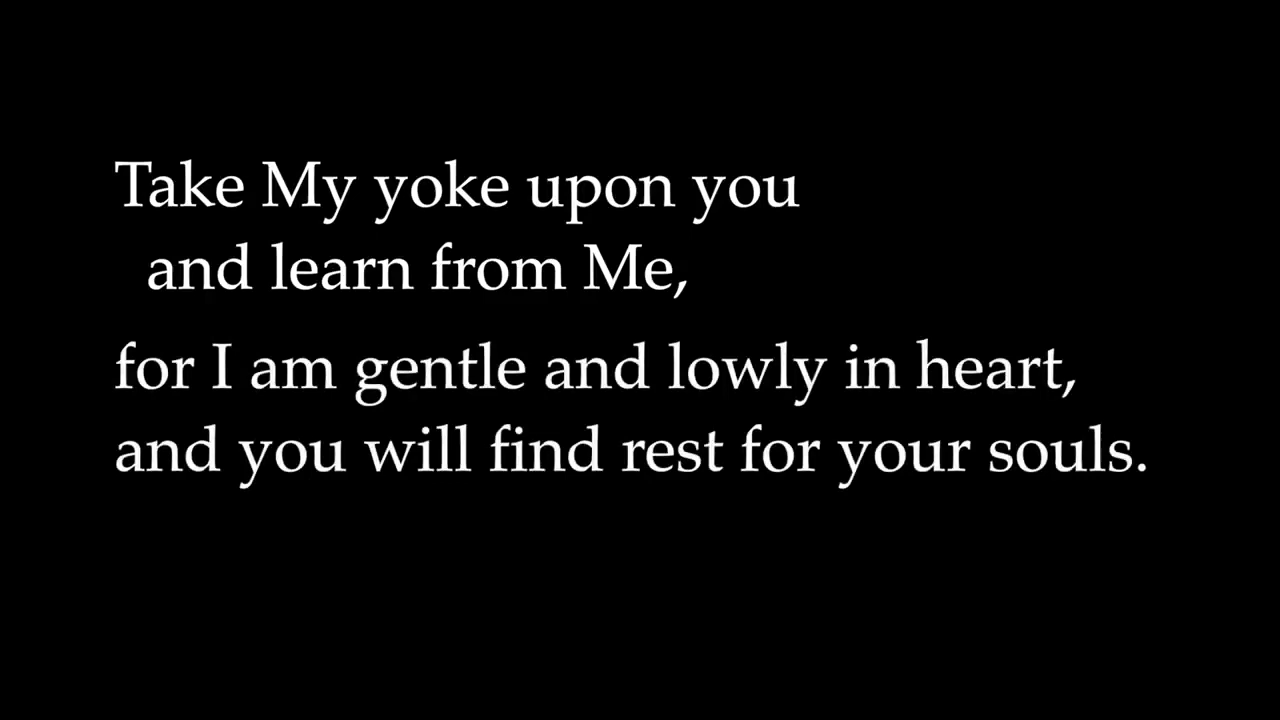 Take My yoke upon you
and learn from Me,
for I am gentle and lowly in heart,
and you will find rest for your souls.